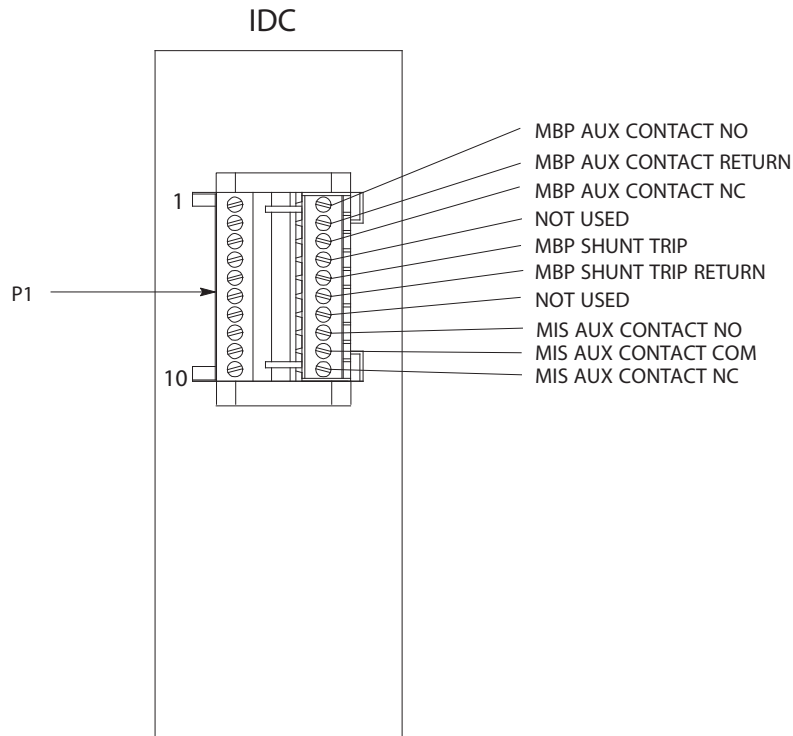 IDC
MBP AUX CONTACT NO
MBP AUX CONTACT RETURN
MBP AUX CONTACT NC
1
NOT USED
MBP SHUNT TRIP
MBP SHUNT TRIP RETURN
P1
NOT USED
MIS AUX CONTACT NO
MIS AUX CONTACT COM
MIS AUX CONTACT NC
10